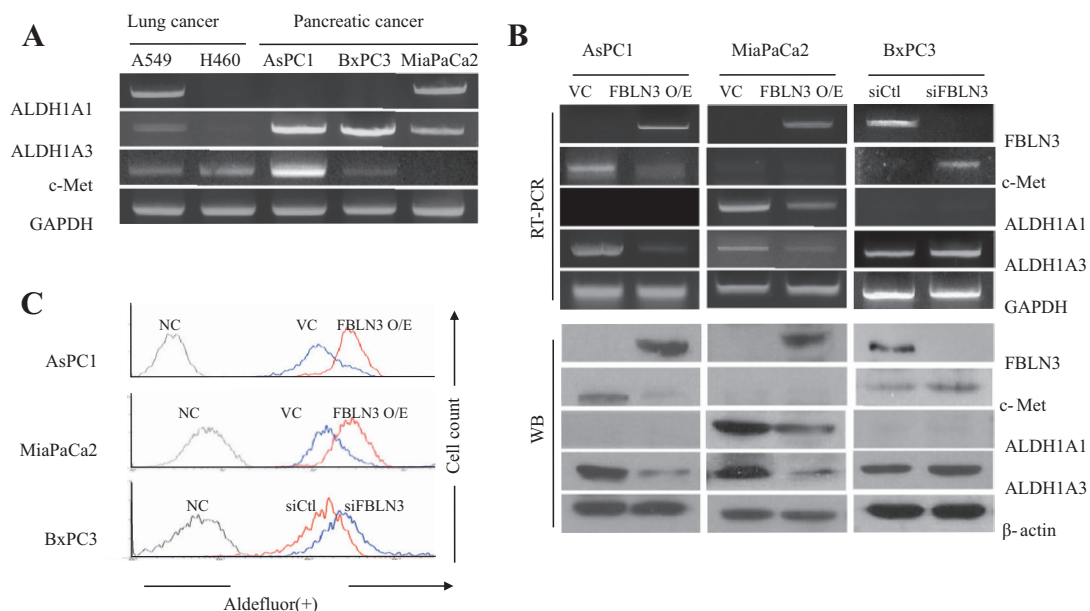 A
Lung cancer
Pancreatic cancer
A549 H460 AsPC1 BxPC3 MiaPaCa2
ALDH1A1
ALDH1A3
c-Met
GAPDH
B
AsPC1 MiaPaCa2 BxPC3
VC FBLN3 O/E VC FBLN3 O/E siCtl siFBLN3
RT-PCR
FBLN3
c-Met
ALDH1A1
ALDH1A3
GAPDH
WB
FBLN3
c- Met
ALDH1A1
ALDH1A3
β- actin
C
AsPC1
NC VC FBLN3 O/E
MiaPaCa2
NC VC FBLN3 O/E
BxPC3
NC siCtl siFBLN3
Cell count
Aldefluor(+)